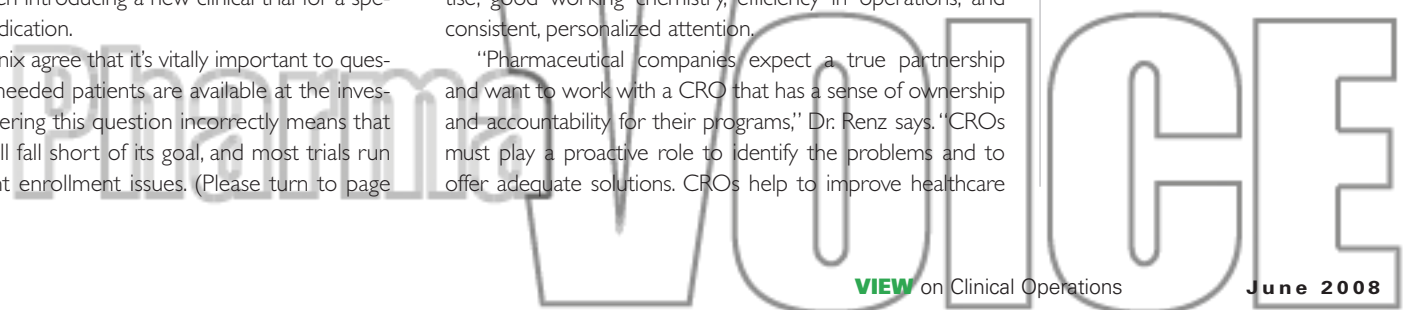 en introducing a new clinical trial for a spe-
dication.
nix agree that it's vitally important to ques-
needed patients are available at the inves-
ering this question incorrectly means that
ll fall short of its goal, and most trials run
nt enrollment issues. (Please turn to page
tise, good working chemistry, efficiency in operations, and
consistent, personalized attention.
"Pharmaceutical companies expect a true partnership
and want to work with a CRO that has a sense of ownership
and accountability for their programs," Dr. Renz says. "CROs
must play a proactive role to identify the problems and to
offer adequate solutions. CROs help to improve healthcare
PharmaVOICE
VIEW on Clinical Operations June 2008